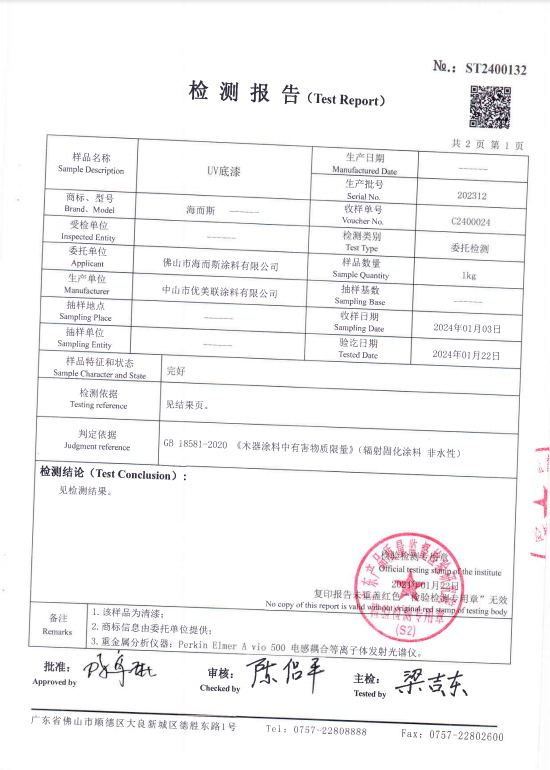 №.: ST2400132
检 测 报 告 (Test Report)
共 2 页 第 1 页
样品名称
Sample Description
UV底漆
生产日期
Manufactured Date
------
生产批号
Serial No.
202312
商标、型号
Brand、Model
海而斯 ------
收样单号
Voucher No.
C2400024
受检单位
Inspected Entity
------
检测类别
Test Type
委托检测
委托单位
Applicant
佛山市海而斯涂料有限公司
样品数量
Sample Quantity
1kg
生产单位
Manufacturer
中山市优美联涂料有限公司
抽样基数
Sampling Base
------
抽样地点
Sampling Place
------
收样日期
Sampling Date
2024年01月03日
抽样单位
Sampling Entity
------
验讫日期
Tested Date
2024年01月22日
样品特征和状态
Sample Character and State
完好
检测依据
Testing reference
见结果页。
判定依据
Judgment reference
GB 18581-2020 《木器涂料中有害物质限量》(辐射固化涂料 非水性)
检测结论(Test Conclusion):
见检测结果。
检验检测专用章
Official testing stamp of the institute
2024年01月22日
复印报告未重盖红色“检验检测专用章”无效
No copy of this report is valid without original red stamp of testing body
(S2)
备注
Remarks
1.该样品为清漆;
2.商标信息由委托单位提供;
3.重金属分析仪器: Perkin Elmer A vio 500 电感耦合等离子体发射光谱仪。
批准:
Approved by
审核:
Checked by
陈侣平
主检:
Tested by
梁吉东
广东省佛山市顺德区大良新城区德胜东路1号
Tel: 0757-22808888
Fax: 0757-22802600